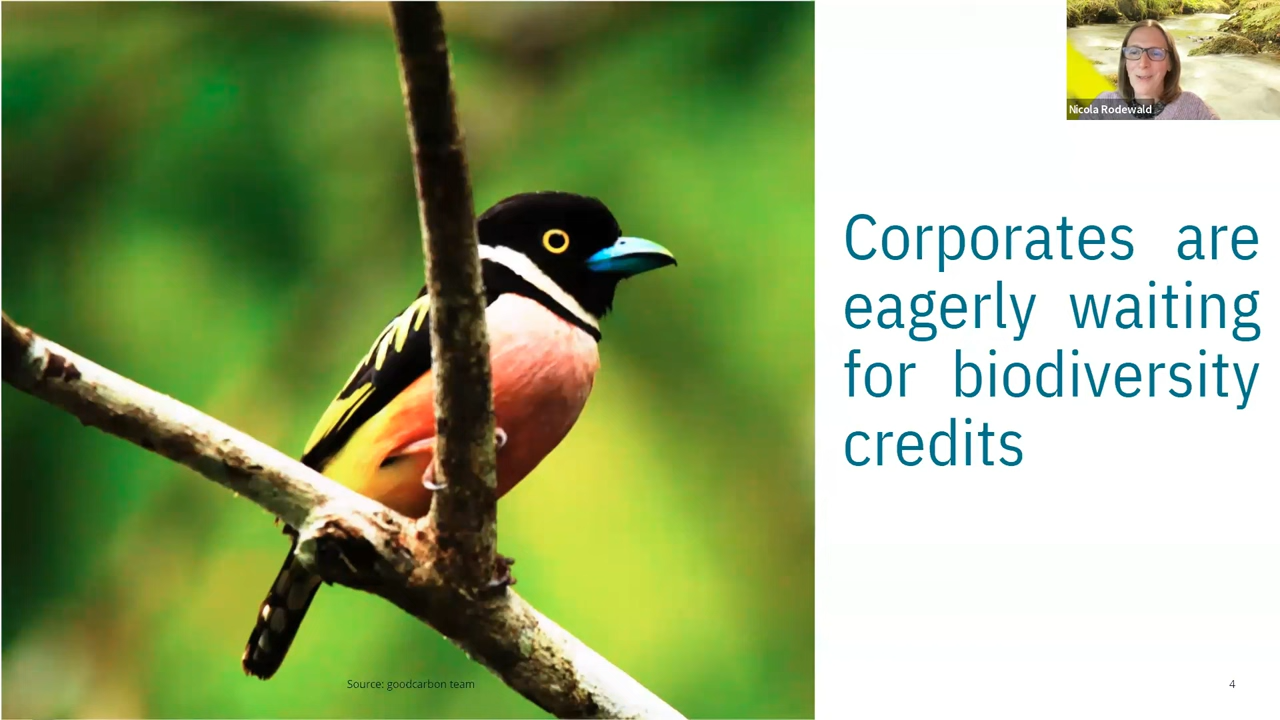 Nicola Rodewald
Corporates are
eagerly waiting
for biodiversity
credits
Source: goodcarbon team
4